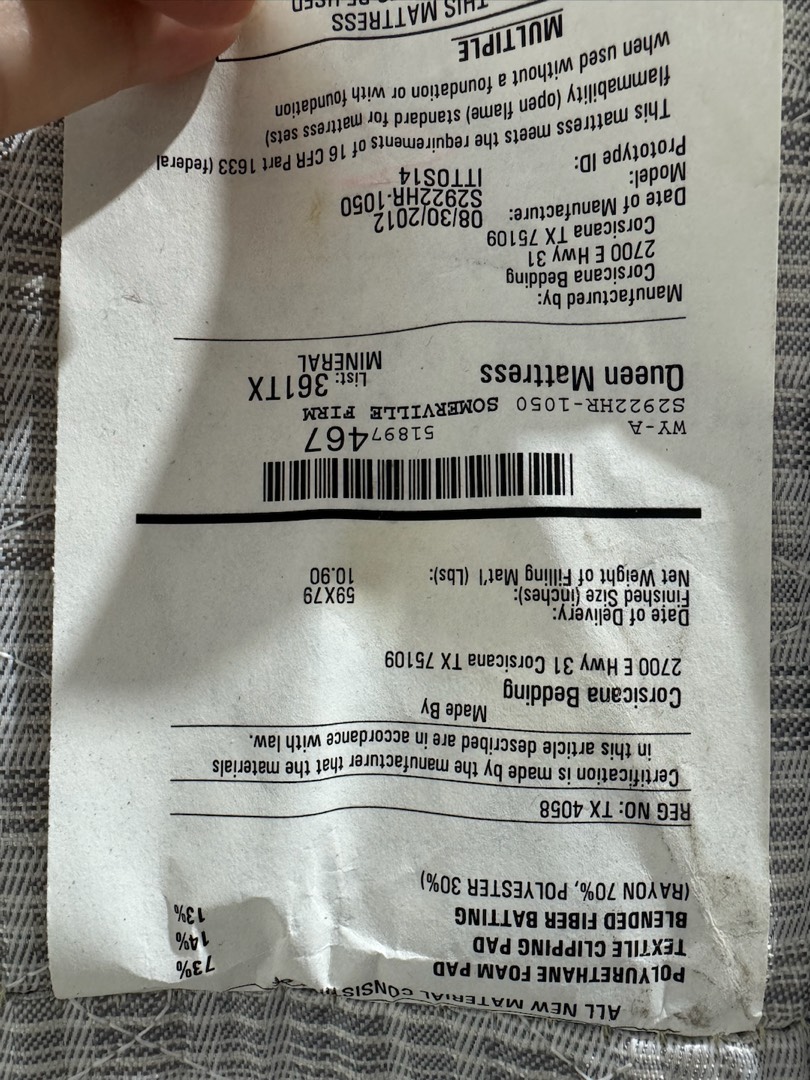 ALL NEW MATERIAL CONSIS
POLYURETHANE FOAM PAD 73%
TEXTILE CLIPPING PAD 14%
BLENDED FIBER BATTING 13%
(RAYON 70%, POLYESTER 30%)
REG NO: TX 4058
Certification is made by the manufacturer that the materials
in this article described are in accordance with law.
Made By
Corsicana Bedding
2700 E Hwy 31 Corsicana TX 75109
Date of Delivery:
Finished Size (inches): 59X79
Net Weight of Filling Mat'l (Lbs): 10.90
51897467
WY-A
S2922HR-1050 SOMERVILLE FIRM
Queen Mattress List: 361TX
MINERAL
Manufactured by:
Corsicana Bedding
2700 E Hwy 31
Corsicana TX 75109
Date of Manufacture: 08/30/2012
Model: S2922HR-1050
Prototype ID: ITTOS14
This mattress meets the requirements of 16 CFR Part 1633 (federal
flammability (open flame) standard for mattress sets)
when used without a foundation or with foundation
MULTIPLE
THIS MATTRESS